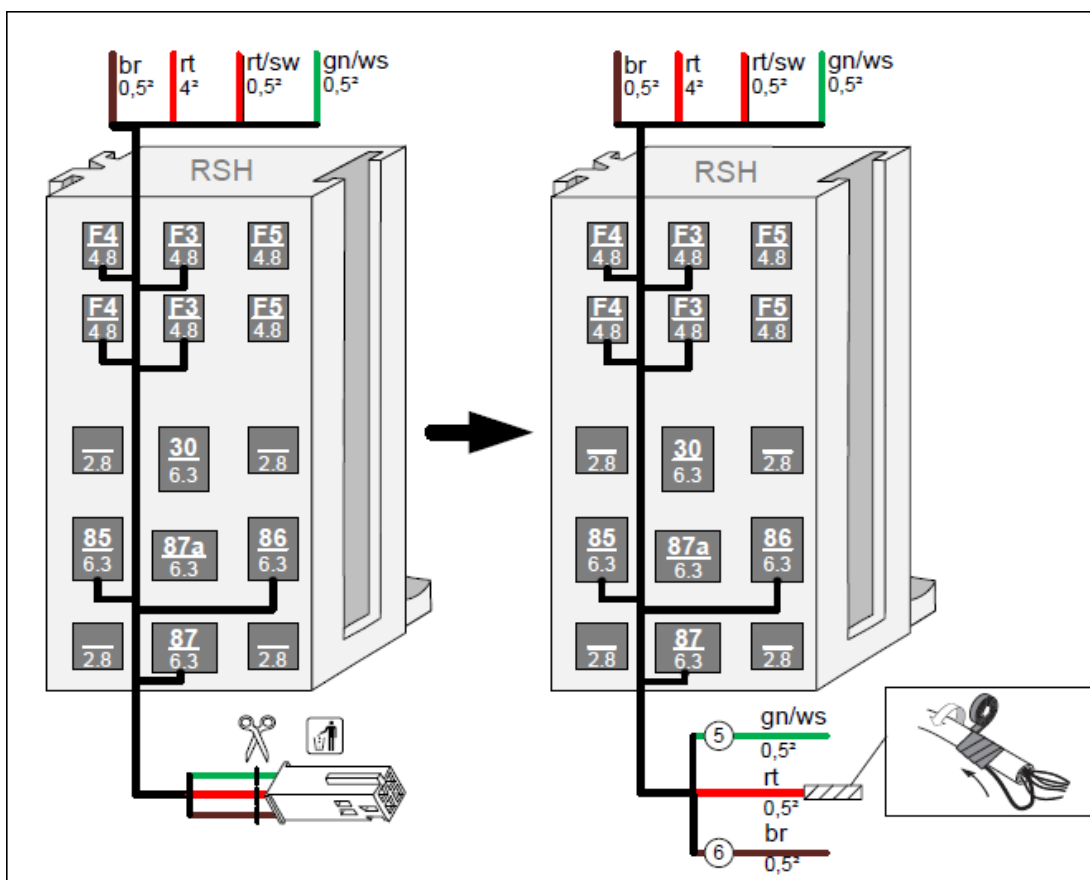 br rt rt/sw gn/ws
0,5² 4² 0,5² 0,5²
RSH
F4 F3 F5
4.8 4.8 4.8
F4 F3 F5
4.8 4.8 4.8
30
2.8 6.3 2.8
85 87a 86
6.3 6.3 6.3
87
2.8 6.3 2.8
br rt rt/sw gn/ws
0,5² 4² 0,5² 0,5²
RSH
F4 F3 F5
4.8 4.8 4.8
F4 F3 F5
4.8 4.8 4.8
30
2.8 6.3 2.8
85 87a 86
6.3 6.3 6.3
87
2.8 6.3 2.8
5 gn/ws
0,5²
rt
0,5²
6 br
0,5²